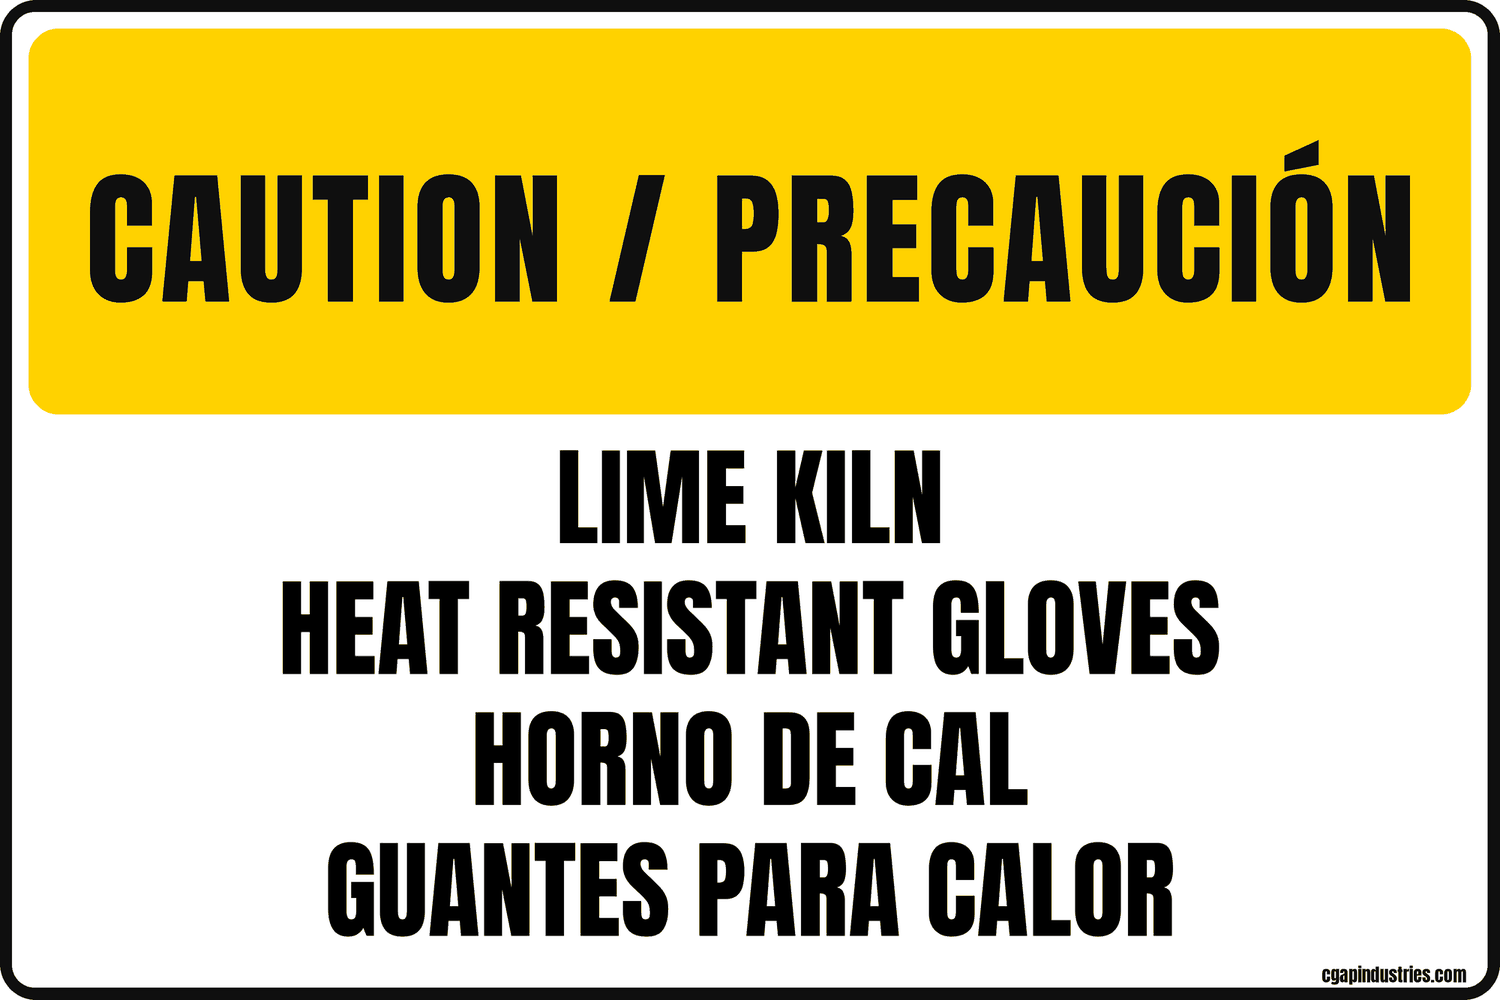 CAUTION / PRECAUCIÓN
LIME KILN
HEAT RESISTANT GLOVES
HORNO DE CAL
GUANTES PARA CALOR
cgapindustries.com